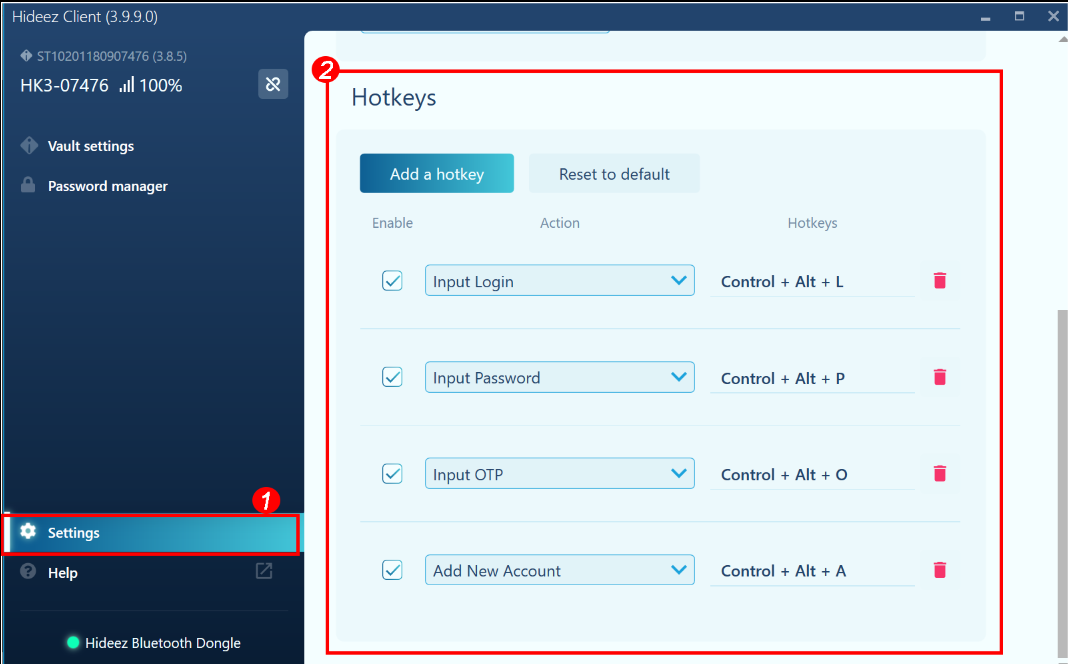 Hideez Client (3.9.9.0)
ST10201180907476 (3.8.5)
HK3-07476 100%
Vault settings
Password manager
1
Settings
Help
Hideez Bluetooth Dongle
2
Hotkeys
Add a hotkey Reset to default
Enable Action Hotkeys
Input Login Control + Alt + L
Input Password Control + Alt + P
Input OTP Control + Alt + O
Add New Account Control + Alt + A